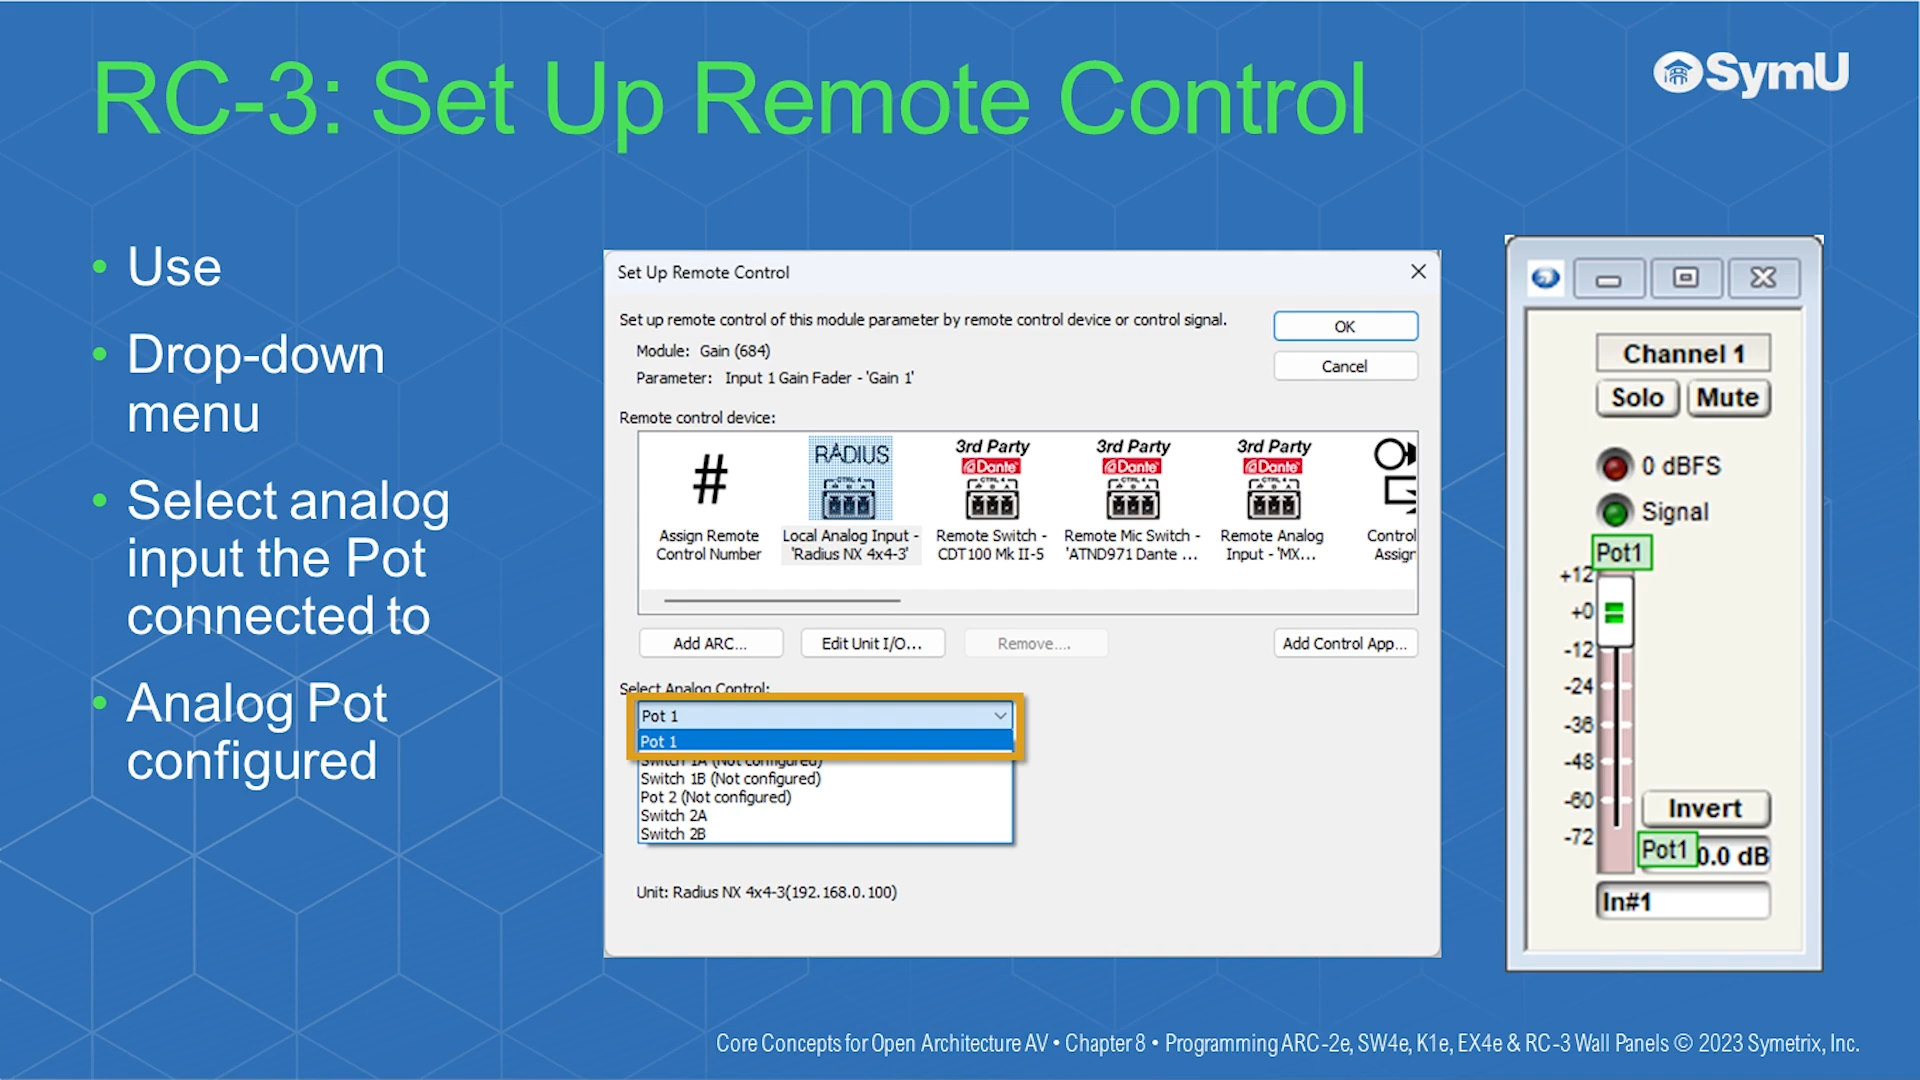 RC-3: Set Up Remote Control
SymU
• Use
• Drop-down
menu
• Select analog
input the Pot
connected to
• Analog Pot
configured
Set Up Remote Control
Set up remote control of this module parameter by remote control device or control signal.
Module: Gain (684)
Parameter: Input 1 Gain Fader - 'Gain 1'
OK
Cancel
Remote control device:
#
Assign Remote
Control Number
RADIUS
CTRL 4
Local Analog Input -
'Radius NX 4x4-3'
3rd Party
Dante
CTRL 4
Remote Switch -
CDT100 Mk II-5
3rd Party
Dante
CTRL 4
Remote Mic Switch -
'ATND971 Dante ...
3rd Party
Dante
CTRL 4
Remote Analog
Input - 'MX...
Control
Assign
Add ARC...
Edit Unit I/O...
Remove...
Add Control App...
Select Analog Control:
Pot 1
Pot 1
Switch 1A (Not configured)
Switch 1B (Not configured)
Pot 2 (Not configured)
Switch 2A
Switch 2B
Unit: Radius NX 4x4-3(192.168.0.100)
Channel 1
Solo Mute
0 dBFS
Signal
Pot1
+12
+0
-12
-24
-36
-48
-60
-72
Invert
Pot1 0.0 dB
In#1
Core Concepts for Open Architecture AV • Chapter 8 • Programming ARC-2e, SW4e, K1e, EX4e & RC-3 Wall Panels © 2023 Symetrix, Inc.